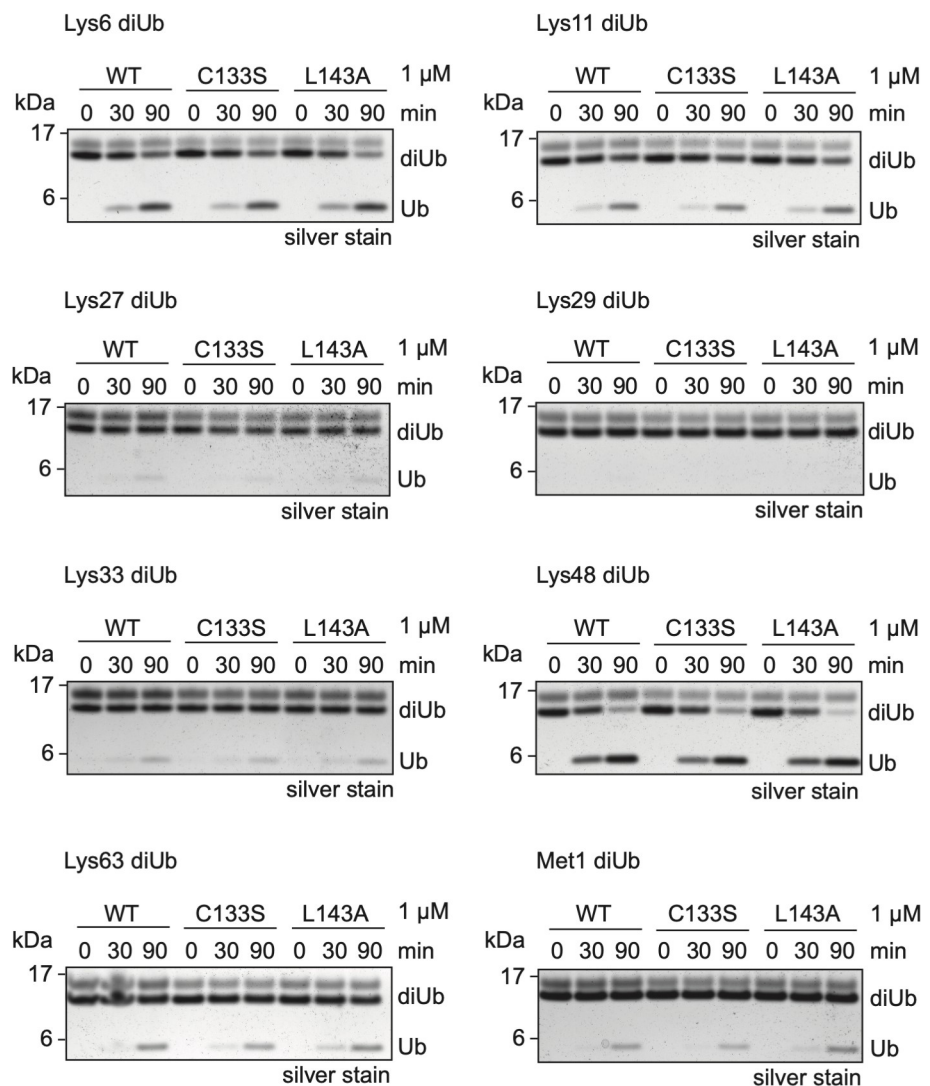 Lys6 diUb
WT C133S L143A 1 µM
kDa 0 30 90 0 30 90 0 30 90 min
17
diUb
6
Ub
silver stain
Lys11 diUb
WT C133S L143A 1 µM
kDa 0 30 90 0 30 90 0 30 90 min
17
diUb
6
Ub
silver stain
Lys27 diUb
WT C133S L143A 1 µM
kDa 0 30 90 0 30 90 0 30 90 min
17
diUb
6
Ub
silver stain
Lys29 diUb
WT C133S L143A 1 µM
kDa 0 30 90 0 30 90 0 30 90 min
17
diUb
6
Ub
silver stain
Lys33 diUb
WT C133S L143A 1 µM
kDa 0 30 90 0 30 90 0 30 90 min
17
diUb
6
Ub
silver stain
Lys48 diUb
WT C133S L143A 1 µM
kDa 0 30 90 0 30 90 0 30 90 min
17
diUb
6
Ub
silver stain
Lys63 diUb
WT C133S L143A 1 µM
kDa 0 30 90 0 30 90 0 30 90 min
17
diUb
6
Ub
silver stain
Met1 diUb
WT C133S L143A 1 µM
kDa 0 30 90 0 30 90 0 30 90 min
17
diUb
6
Ub
silver stain